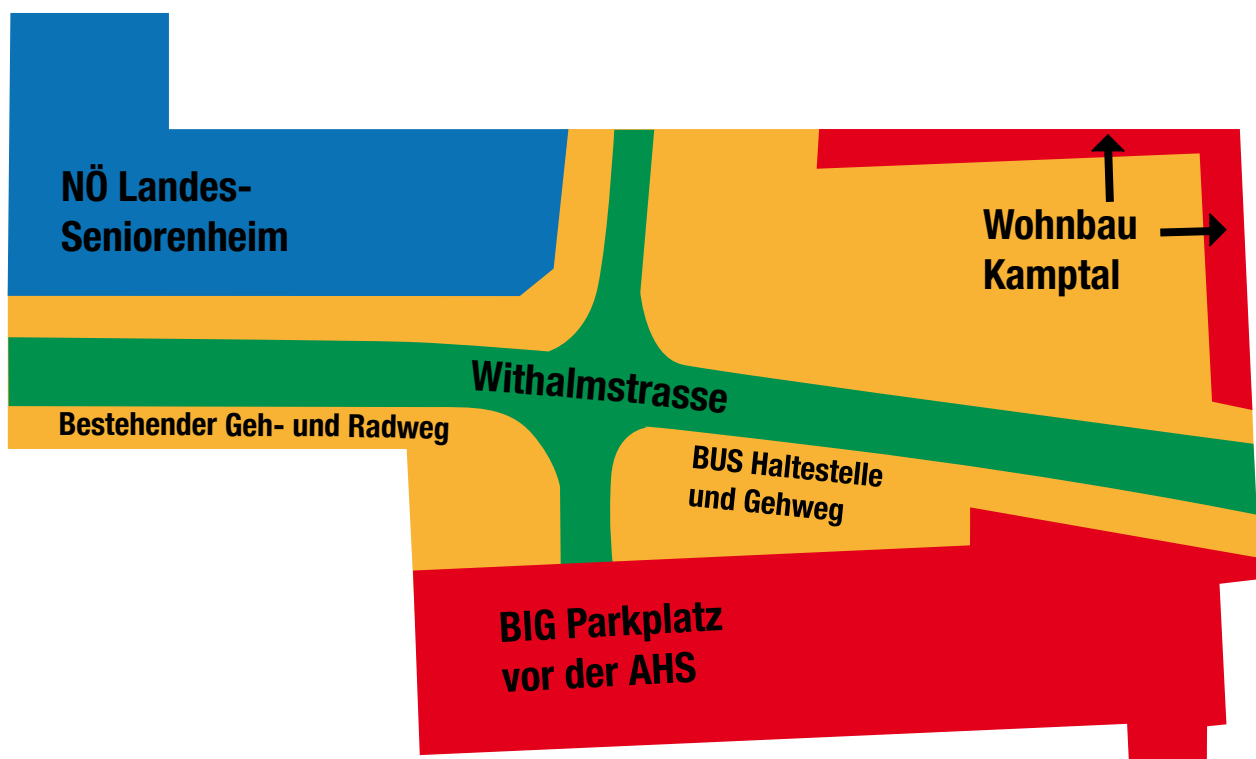 NÖ Landes-
Seniorenheim
Wohnbau
Kamptal
Withalmstrasse
Bestehender Geh- und Radweg
BUS Haltestelle
und Gehweg
BIG Parkplatz
vor der AHS